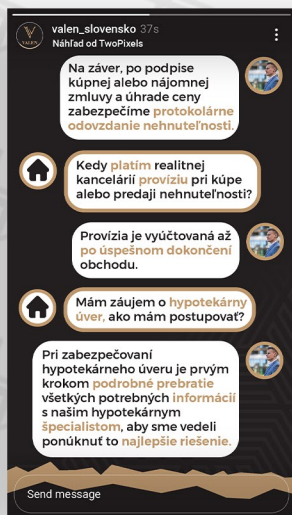 valen_slovensko 37s
Náhľad od TwoPixels
VALEN
Na záver, po podpise
kúpnej alebo nájomnej
zmluvy a úhrade ceny
zabezpečíme protokolárne
odovzdanie nehnuteľnosti.
Kedy platím realitnej
kancelárii províziu pri kúpe
alebo predaji nehnuteľnosti?
Provízia je vyúčtovaná až
po úspešnom dokončení
obchodu.
Mám záujem o hypotekárny
úver, ako mám postupovať?
Pri zabezpečovaní
hypotekárneho úveru je prvým
krokom podrobné prebratie
všetkých potrebných informácií
s našim hypotekárnym
špecialistom, aby sme vedeli
ponúknuť to najlepšie riešenie.
Send message